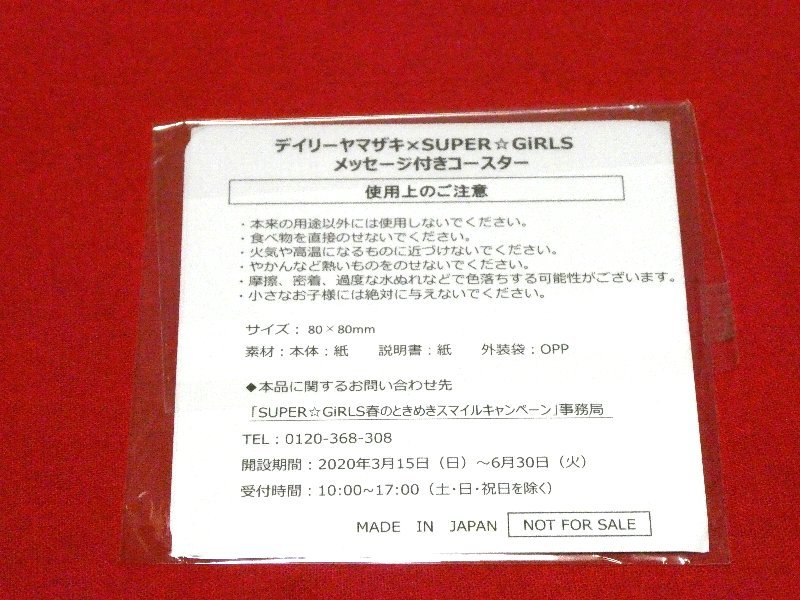 デイリーヤマザキ×SUPER☆GiRLS
メッセージ付きコースター
使用上のご注意
・本来の用途以外には使用しないでください。
・食べ物を直接のせないでください。
・火気や高温になるものに近づけないでください。
・やかんなど熱いものをのせないでください。
・摩擦、密着、過度な水ぬれなどで色落ちする可能性がございます。
・小さなお子様には絶対に与えないでください。
サイズ：80×80mm
素材：本体：紙　説明書：紙　外装袋：OPP
◆本品に関するお問い合わせ先
「SUPER☆GiRLS春のときめきスマイルキャンペーン」事務局
TEL：0120-368-308
開設期間：2020年3月15日（日）～6月30日（火）
受付時間：10:00~17:00（土・日・祝日を除く）
MADE IN JAPAN　NOT FOR SALE